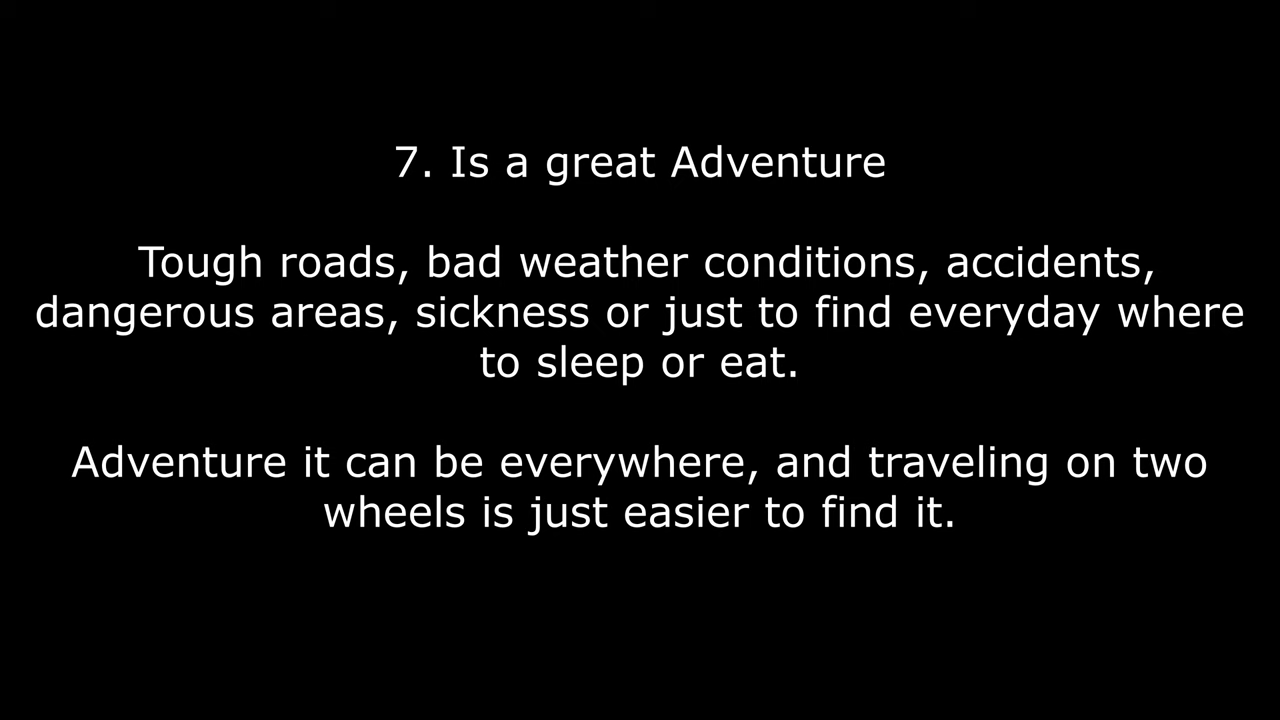 7. Is a great Adventure
Tough roads, bad weather conditions, accidents,
dangerous areas, sickness or just to find everyday where
to sleep or eat.
Adventure it can be everywhere, and traveling on two
wheels is just easier to find it.